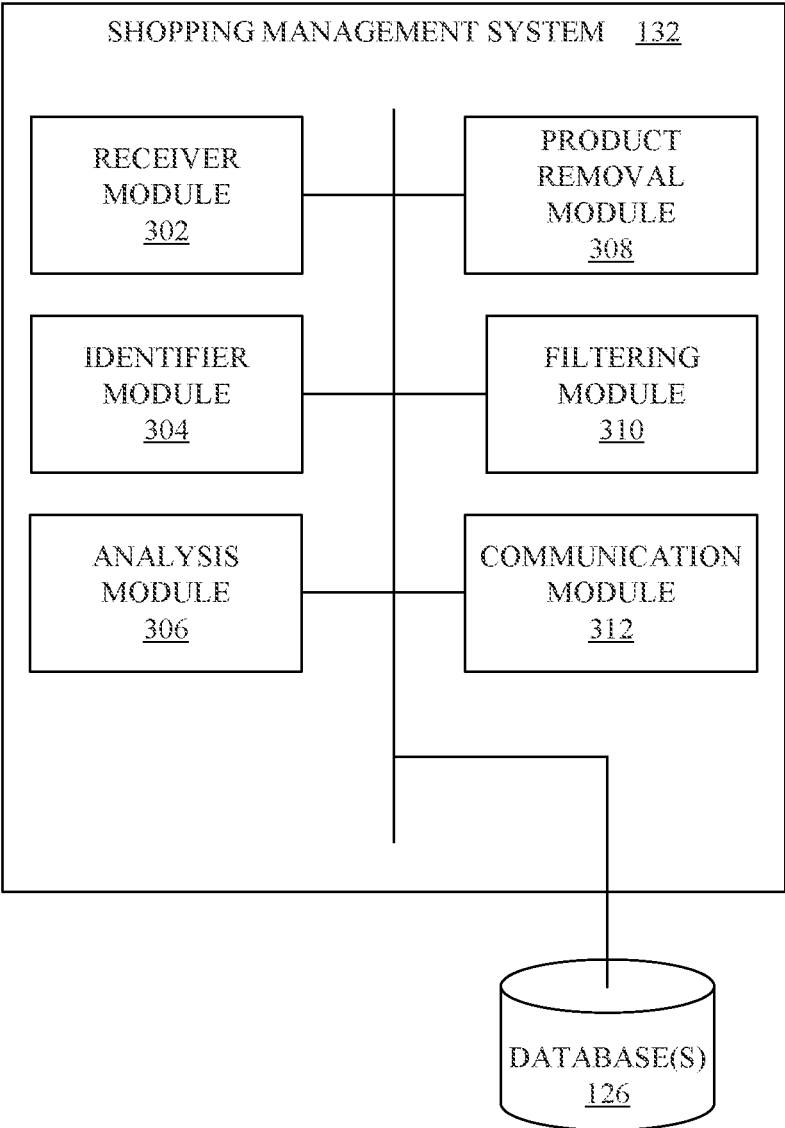 SHOPPING MANAGEMENT SYSTEM 132
RECEIVER
MODULE
302
PRODUCT
REMOVAL
MODULE
308
IDENTIFIER
MODULE
304
FILTERING
MODULE
310
ANALYSIS
MODULE
306
COMMUNICATION
MODULE
312
DATABASE(S)
126